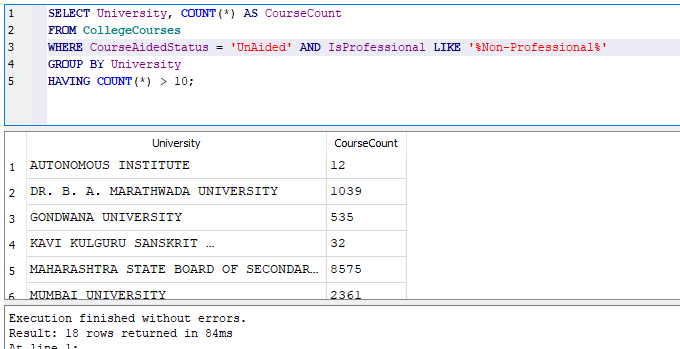 1 SELECT University, COUNT(*) AS CourseCount
2 FROM CollegeCourses
3 WHERE CourseAidedStatus = 'UnAided' AND IsProfessional LIKE '%Non-Professional%'
4 GROUP BY University
5 HAVING COUNT(*) > 10;
University CourseCount
1 AUTONOMOUS INSTITUTE 12
2 DR. B. A. MARATHWADA UNIVERSITY 1039
3 GONDWANA UNIVERSITY 535
4 KAVI KULGURU SANSKRIT … 32
5 MAHARASHTRA STATE BOARD OF SECONDAR… 8575
6 MUMBAI UNIVERSITY 2361
Execution finished without errors.
Result: 18 rows returned in 84ms
At line 1: